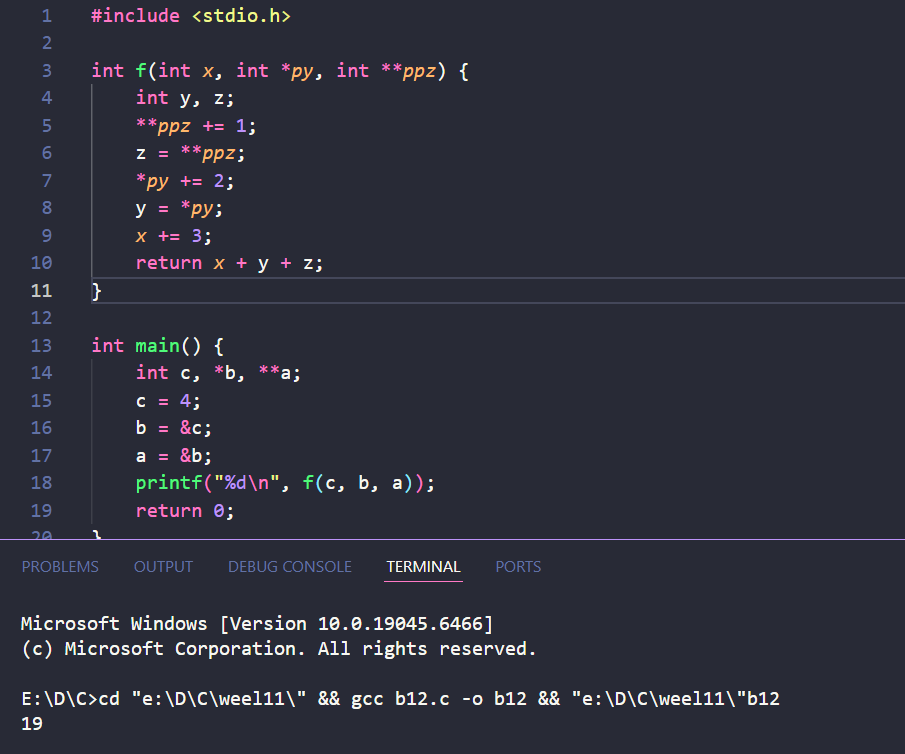 1 #include <stdio.h>
2
3 int f(int x, int *py, int **ppz) {
4     int y, z;
5     **ppz += 1;
6     z = **ppz;
7     *py += 2;
8     y = *py;
9     x += 3;
10     return x + y + z;
11 }
12
13 int main() {
14     int c, *b, **a;
15     c = 4;
16     b = &c;
17     a = &b;
18     printf("%d\n", f(c, b, a));
19     return 0;
20 }
PROBLEMS OUTPUT DEBUG CONSOLE TERMINAL PORTS
Microsoft Windows [Version 10.0.19045.6466]
(c) Microsoft Corporation. All rights reserved.
E:\D\C>cd "e:\D\C\weel11\" && gcc b12.c -o b12 && "e:\D\C\weel11\"b12
19